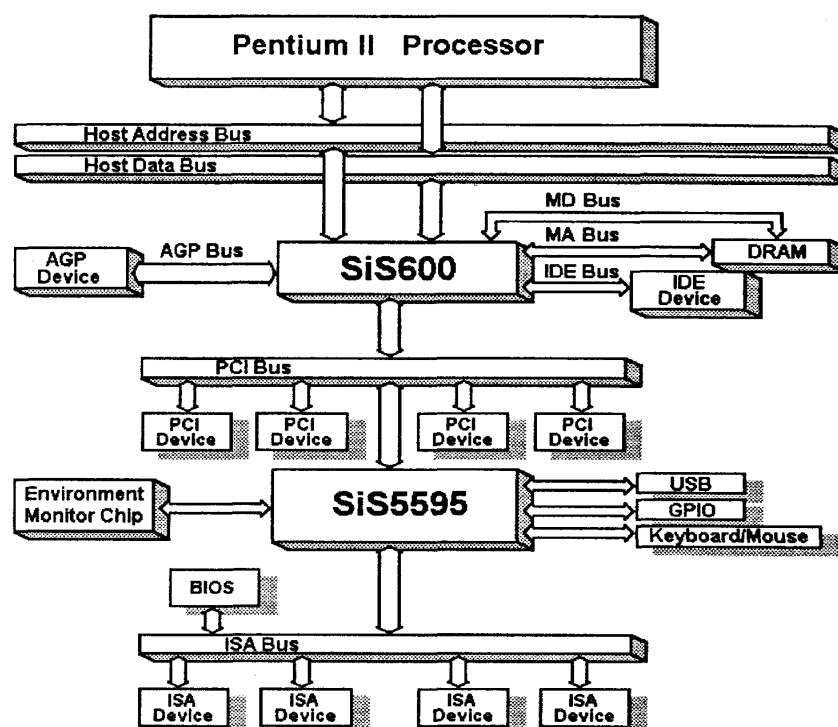 Pentium II Processor
Host Address Bus
Host Data Bus
MD Bus
MA Bus
AGP Bus
AGP
Device
SiS600
DRAM
IDE Bus
IDE
Device
PCI Bus
PCI
Device
PCI
Device
PCI
Device
PCI
Device
Environment
Monitor Chip
SiS5595
USB
GPIO
Keyboard/Mouse
BIOS
ISA Bus
ISA
Device
ISA
Device
ISA
Device
ISA
Device